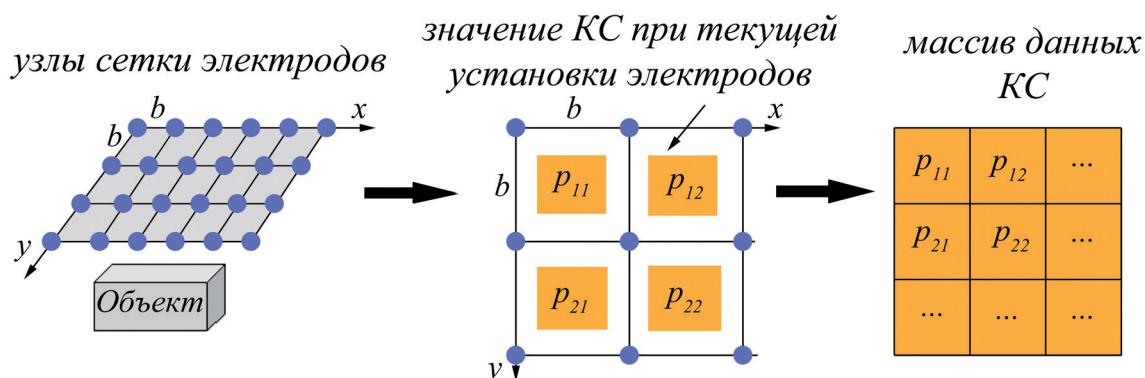 узлы сетки электродов
b
x
b
y
Объект
значение КС при текущей
установки электродов
b
x
b
p11 p12
p21 p22
y
массив данных
КС
p11 p12 ...
p21 p22 ...
... ... ...